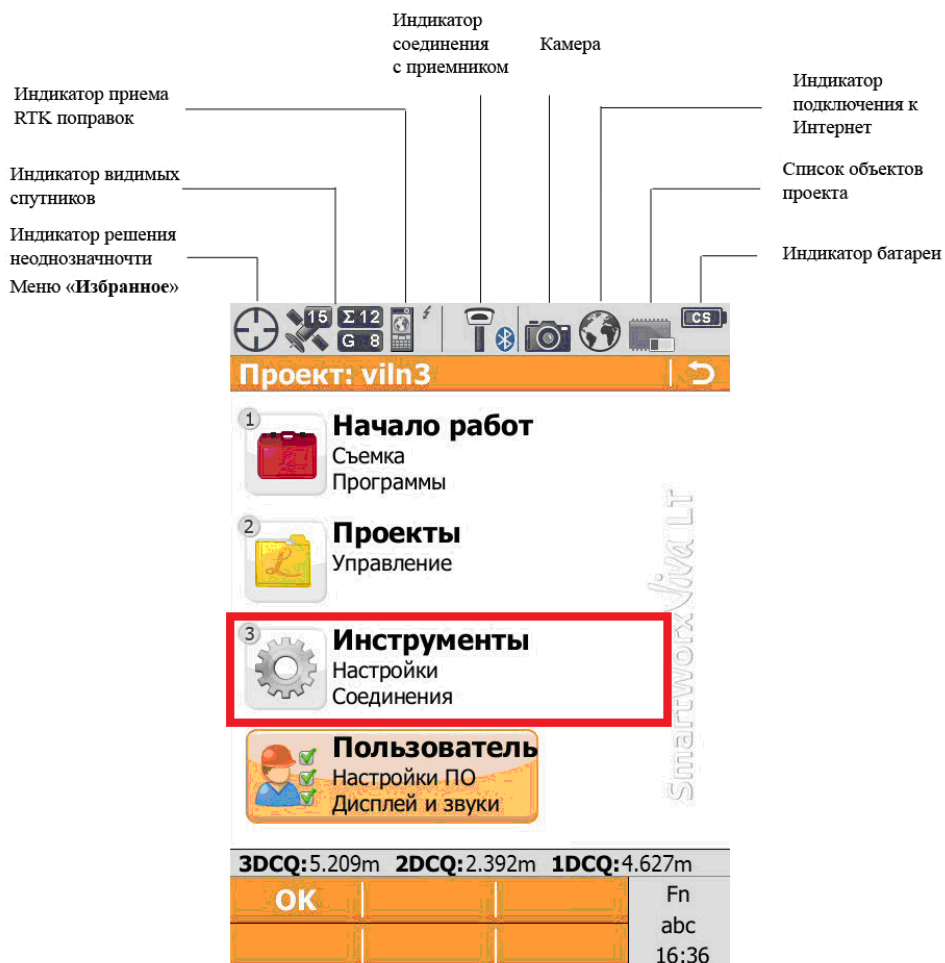 Индикатор
соединения
с приемником
Камера
Индикатор приема
RTK поправок
Индикатор
подключения к
Интернет
Индикатор видимых
спутников
Список объектов
проекта
Индикатор решения
неоднозначночти
Индикатор батареи
Меню «Избранное»
15
Σ 12
G 8
CS
Проект: viln3
1
Начало работ
Съемка
Программы
2
Проекты
Управление
3
Инструменты
Настройки
Соединения
Пользователь
Настройки ПО
Дисплей и звуки
Smartworx Viva LT
3DCQ:5.209m 2DCQ:2.392m 1DCQ:4.627m
OK
Fn
abc
16:36